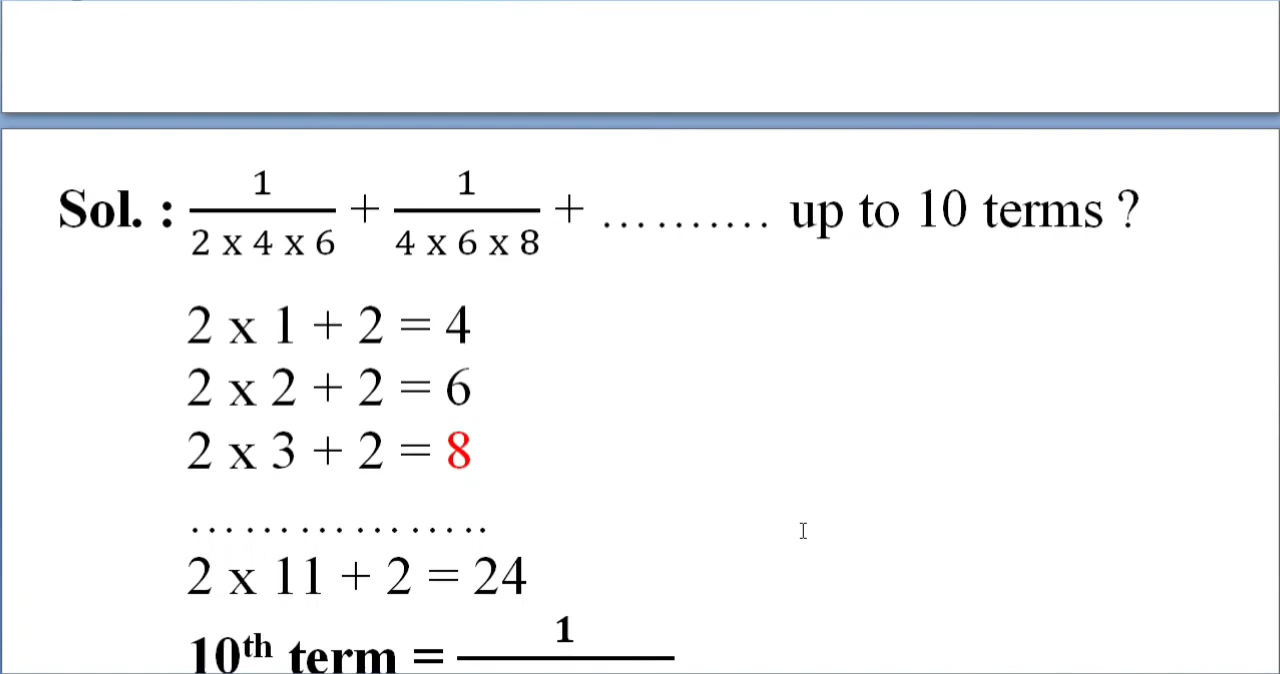 Sol. : 1/(2 x 4 x 6) + 1/(4 x 6 x 8) + .......... up to 10 terms ?
2 x 1 + 2 = 4
2 x 2 + 2 = 6
2 x 3 + 2 = 8
.................
2 x 11 + 2 = 24
10th term = 1